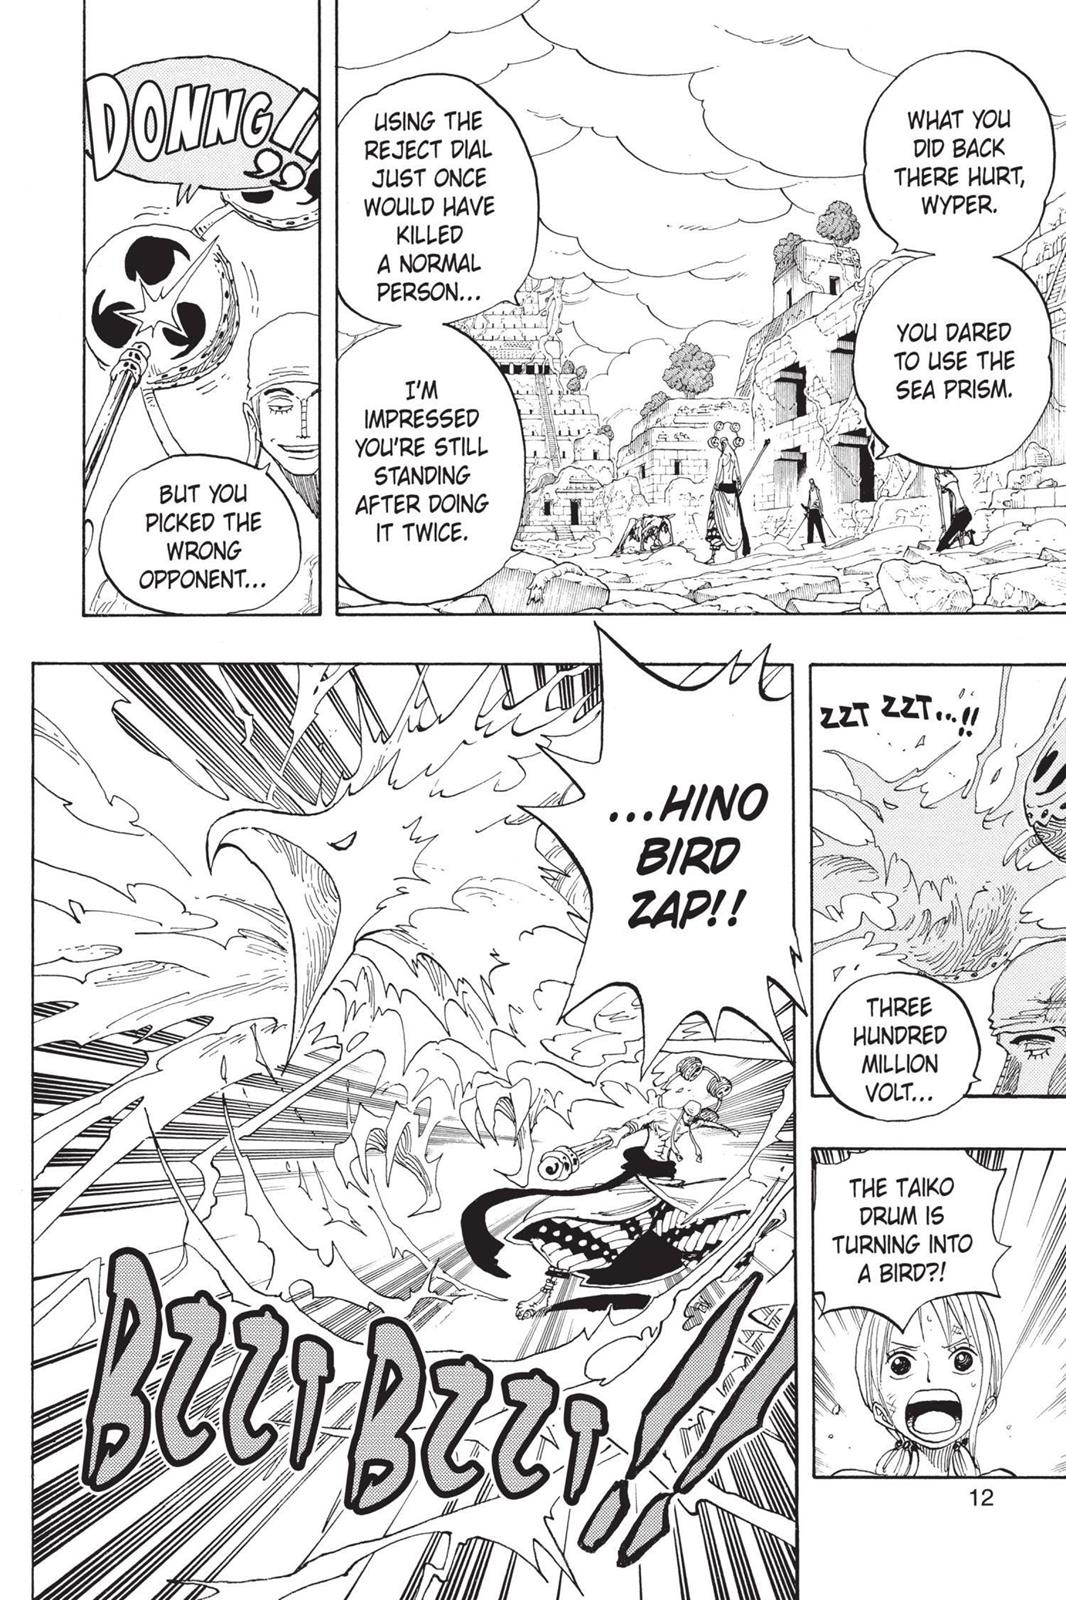 WHAT YOU
DID BACK
THERE HURT,
WYPER.
YOU DARED
TO USE THE
SEA PRISM.
USING THE
REJECT DIAL
JUST ONCE
WOULD HAVE
KILLED
A NORMAL
PERSON...
I'M
IMPRESSED
YOU'RE STILL
STANDING
AFTER DOING
IT TWICE.
DONNG!!
BUT YOU
PICKED THE
WRONG
OPPONENT...
ZZT ZZT...!!
THREE
HUNDRED
MILLION
VOLT...
THE TAIKO
DRUM IS
TURNING INTO
A BIRD?!
...HINO
BIRD
ZAP!!
BZZT BZZT!!
12